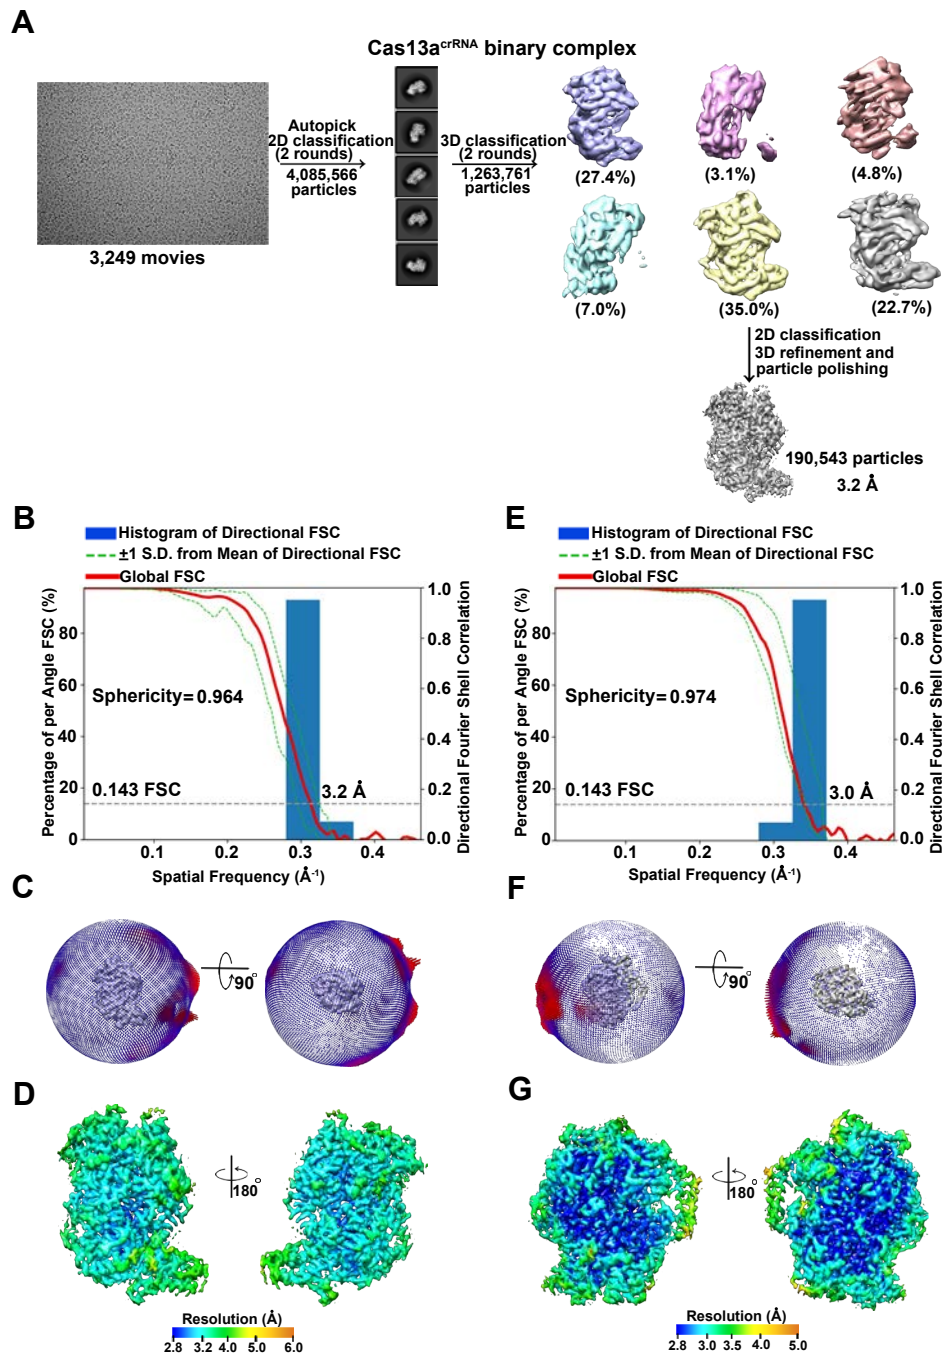 A
Cas13a^crRNA binary complex
Autopick
2D classification
(2 rounds)
4,085,566
particles
3D classification
(2 rounds)
1,263,761
particles
3,249 movies
(27.4%)
(3.1%)
(4.8%)
(7.0%)
(35.0%)
(22.7%)
2D classification
3D refinement and
particle polishing
190,543 particles
3.2 Å
B
Histogram of Directional FSC
±1 S.D. from Mean of Directional FSC
Global FSC
Percentage of per Angle FSC (%)
80
60
40
20
0
1.0
0.8
0.6
0.4
0.2
0.0
Directional Fourier Shell Correlation
Sphericity=0.964
0.143 FSC
3.2 Å
0.1
0.2
0.3
0.4
Spatial Frequency (Å-1)
E
Histogram of Directional FSC
±1 S.D. from Mean of Directional FSC
Global FSC
Percentage of per Angle FSC (%)
80
60
40
20
0
1.0
0.8
0.6
0.4
0.2
0.0
Directional Fourier Shell Correlation
Sphericity=0.974
0.143 FSC
3.0 Å
0.1
0.2
0.3
0.4
Spatial Frequency (Å-1)
C
90°
F
90°
D
180°
Resolution (Å)
2.8 3.2 4.0 5.0 6.0
G
180°
Resolution (Å)
2.8 3.0 3.5 4.0 5.0